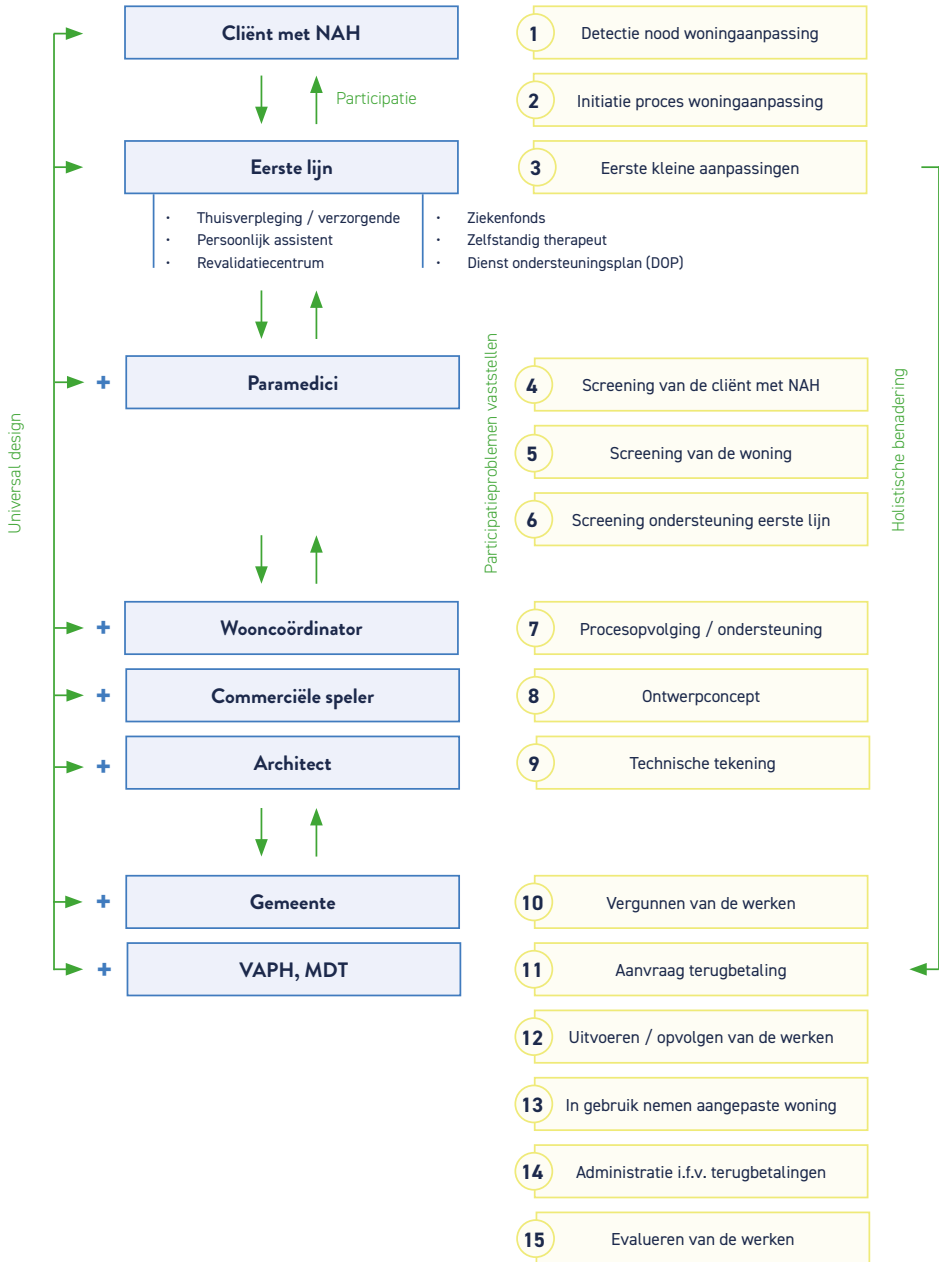 Cliënt met NAH
1 Detectie nood woningaanpassing
Participatie
2 Initiatie proces woningaanpassing
Eerste lijn
3 Eerste kleine aanpassingen
· Thuisverpleging / verzorgende
· Persoonlijk assistent
· Revalidatiecentrum
· Ziekenfonds
· Zelfstandig therapeut
· Dienst ondersteuningsplan (DOP)
Universal design
+ Paramedici
Participatieproblemen vaststellen
4 Screening van de cliënt met NAH
5 Screening van de woning
6 Screening ondersteuning eerste lijn
Holistische benadering
+ Wooncoördinator
7 Procesopvolging / ondersteuning
+ Commerciële speler
8 Ontwerpconcept
+ Architect
9 Technische tekening
+ Gemeente
10 Vergunnen van de werken
+ VAPH, MDT
11 Aanvraag terugbetaling
12 Uitvoeren / opvolgen van de werken
13 In gebruik nemen aangepaste woning
14 Administratie i.f.v. terugbetalingen
15 Evalueren van de werken